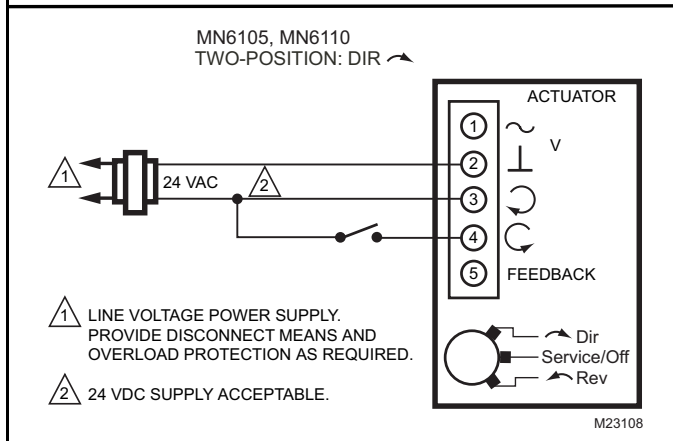 MN6105, MN6110
TWO-POSITION: DIR
ACTUATOR
1
V
2
1
24 VAC
2
3
4
5 FEEDBACK
1 LINE VOLTAGE POWER SUPPLY.
PROVIDE DISCONNECT MEANS AND
OVERLOAD PROTECTION AS REQUIRED.
2 24 VDC SUPPLY ACCEPTABLE.
Dir
Service/Off
Rev
M23108